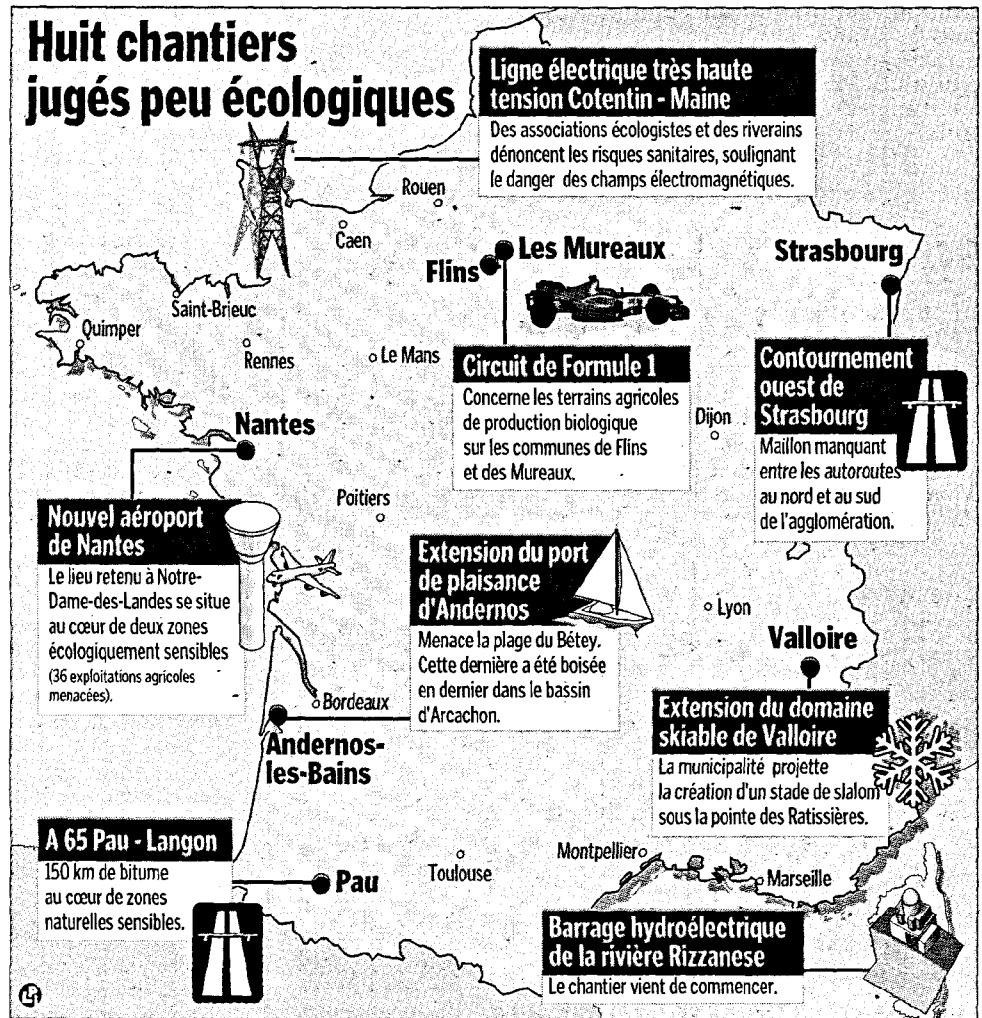 Huit chantiers
jugés peu écologiques
Ligne électrique très haute
tension Cotentin - Maine
Des associations écologistes et des riverains
dénoncent les risques sanitaires, soulignant
le danger des champs électromagnétiques.
Rouen
Caen
Flins
Les Mureaux
Strasbourg
Saint-Brieuc
Quimper
Rennes
Le Mans
Circuit de Formule 1
Concerne les terrains agricoles
de production biologique
sur les communes de Flins
et des Mureaux.
Dijon
Contournement
ouest de
Strasbourg
Maillon manquant
entre les autoroutes
au nord et au sud
de l'agglomération.
Nantes
Poitiers
Nouvel aéroport
de Nantes
Le lieu retenu à Notre-
Dame-des-Landes se situe
au cœur de deux zones
écologiquement sensibles
(36 exploitations agricoles
menacées).
Extension du port
de plaisance
d'Andernos
Menace la plage du Bétey.
Cette dernière a été boisée
en dernier dans le bassin
d'Arcachon.
Lyon
Valloire
Bordeaux
Andernos-
les-Bains
Extension du domaine
skiable de Valloire
La municipalité projette
la création d'un stade de slalom
sous la pointe des Ratissières.
A 65 Pau - Langon
150 km de bitume
au cœur de zones
naturelles sensibles.
Pau
Toulouse
Montpellier
Marseille
Barrage hydroélectrique
de la rivière Rizzanese
Le chantier vient de commencer.